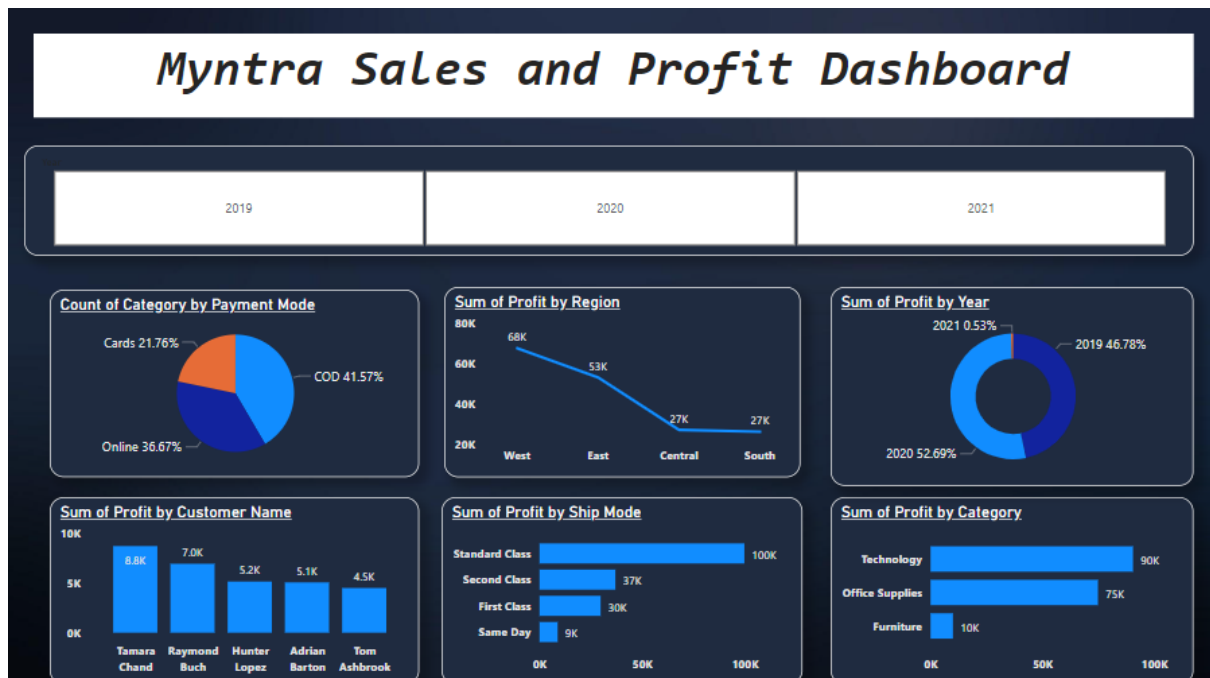 Myntra Sales and Profit Dashboard
2019
2020
2021
Count of Category by Payment Mode
Cards 21.76%
COD 41.57%
Online 36.67%
Sum of Profit by Region
80K
60K
40K
20K
68K
53K
27K
27K
West
East
Central
South
Sum of Profit by Year
2021 0.53%
2019 46.78%
2020 52.69%
Sum of Profit by Customer Name
10K
5K
0K
8.8K
7.0K
5.2K
5.1K
4.5K
Tamara
Chand
Raymond
Buch
Hunter
Lopez
Adrian
Barton
Tom
Ashbrook
Sum of Profit by Ship Mode
Standard Class
100K
Second Class
37K
First Class
30K
Same Day
9K
0K
50K
100K
Sum of Profit by Category
Technology
90K
Office Supplies
75K
Furniture
10K
0K
50K
100K